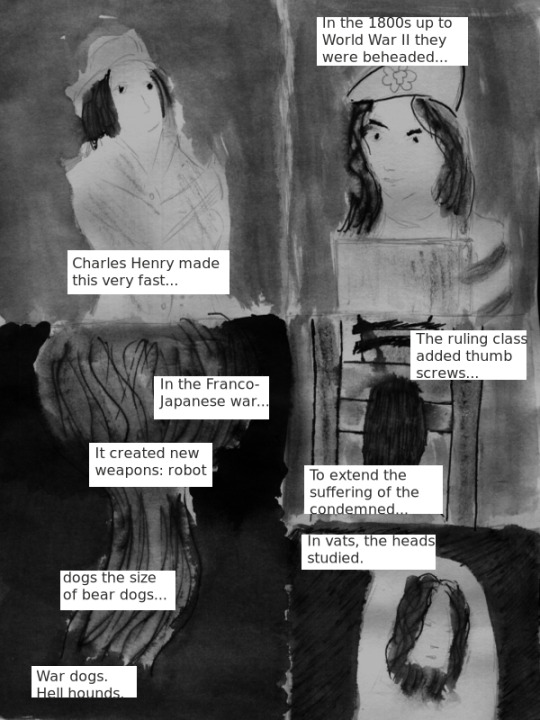 In the 1800s up to
World War II they
were beheaded...
Charles Henry made
this very fast...
The ruling class
added thumb
screws...
In the Franco-
Japanese war...
It created new
weapons: robot
To extend the
suffering of the
condemned...
In vats, the heads
studied.
dogs the size
of bear dogs...
War dogs.
Hell hounds.